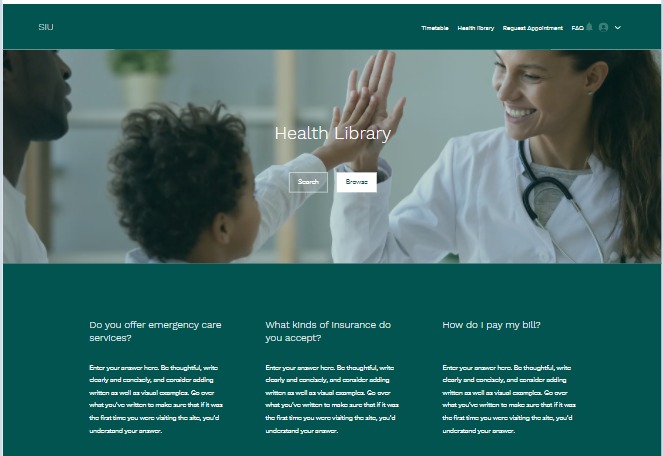 SIU
Timetable Health library Request Appointment FAQ
Health Library
Search Browse
Do you offer emergency care
services?
What kinds of insurance do
you accept?
How do I pay my bill?
Enter your answer here. Be thoughtful, write
clearly and concisely, and consider adding
written as well as visual examples. Go over
what you've written to make sure that if it was
the first time you were visiting the site, you'd
understand your answer.
Enter your answer here. Be thoughtful, write
clearly and concisely, and consider adding
written as well as visual examples. Go over
what you've written to make sure that if it was
the first time you were visiting the site, you'd
understand your answer.
Enter your answer here. Be thoughtful, write
clearly and concisely, and consider adding
written as well as visual examples. Go over
what you've written to make sure that if it was
the first time you were visiting the site, you'd
understand your answer.